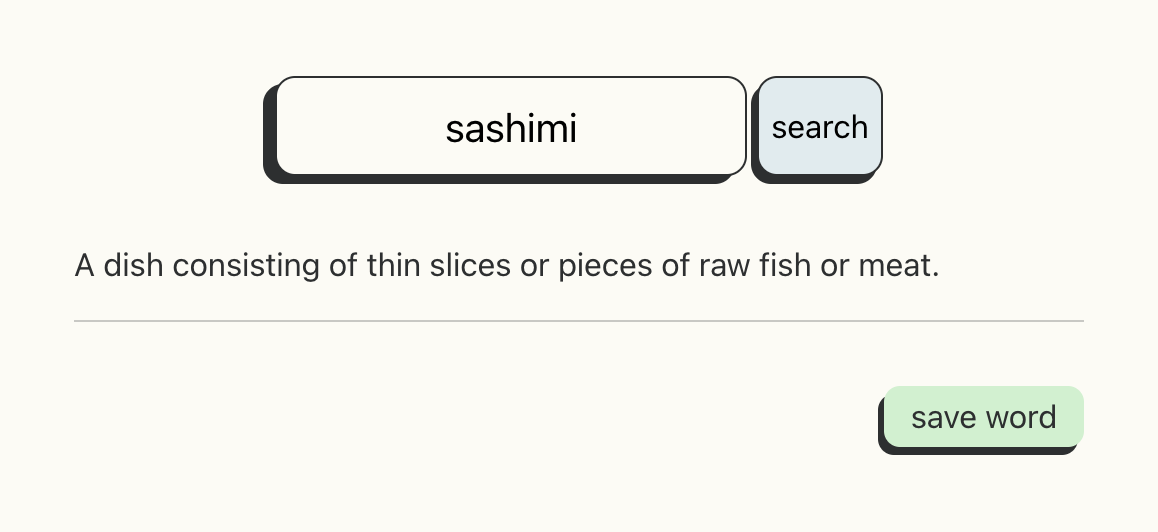 sashimi
search
A dish consisting of thin slices or pieces of raw fish or meat.
save word